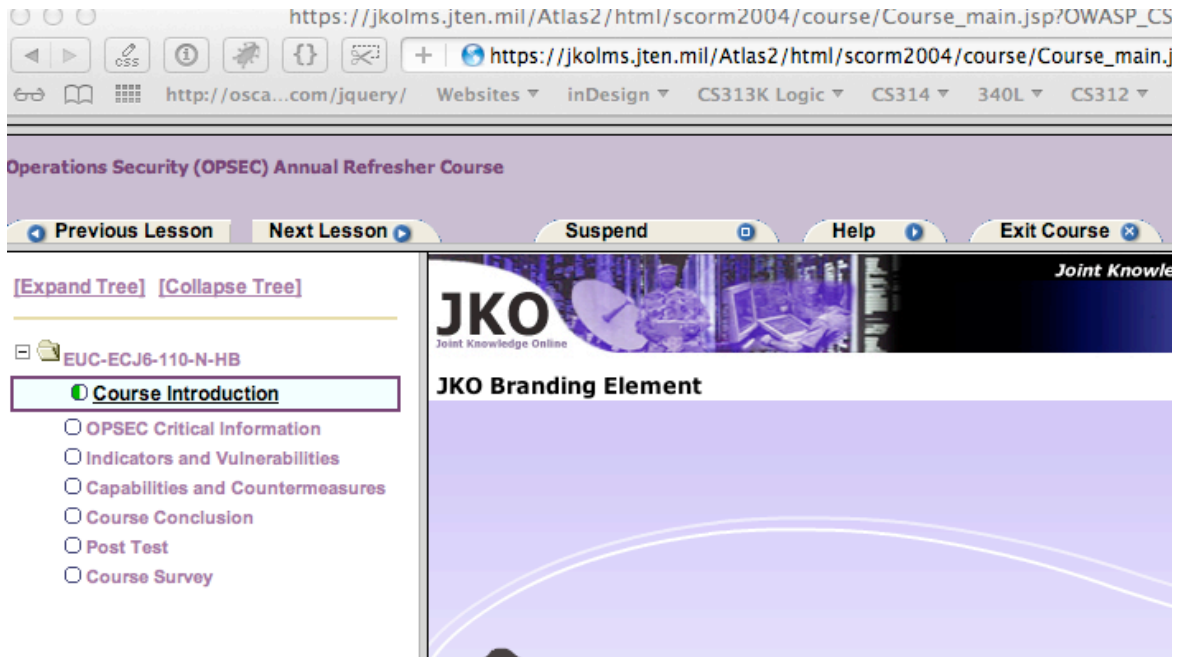 https://jkolms.jten.mil/Atlas2/html/scorm2004/course/Course_main.jsp?OWASP_CS
css
+ https://jkolms.jten.mil/Atlas2/html/scorm2004/course/Course_main.j
http://osca...com/jquery/ Websites inDesign CS313K Logic CS314 340L CS312
Operations Security (OPSEC) Annual Refresher Course
Previous Lesson Next Lesson Suspend Help Exit Course
[Expand Tree] [Collapse Tree]
EUC-ECJ6-110-N-HB
Course Introduction
OPSEC Critical Information
Indicators and Vulnerabilities
Capabilities and Countermeasures
Course Conclusion
Post Test
Course Survey
Joint Knowle
JKO
Joint Knowledge Online
JKO Branding Element